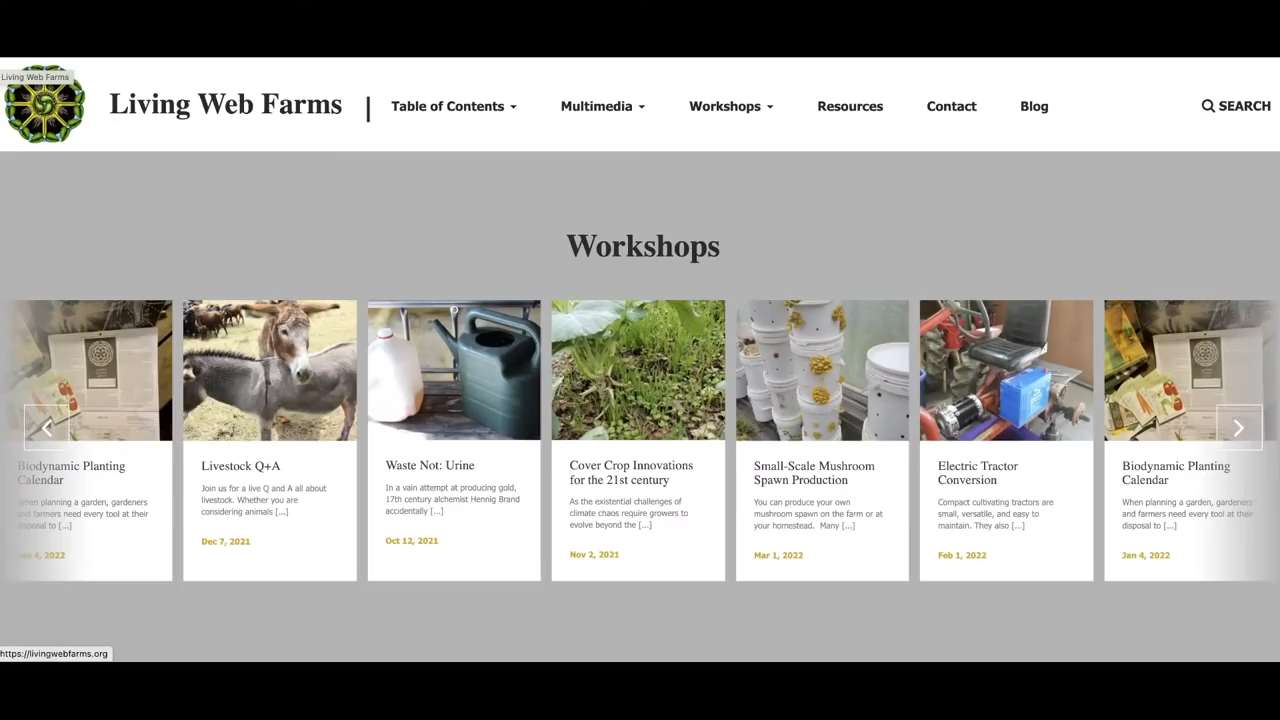 Living Web Farms
Living Web Farms | Table of Contents Multimedia Workshops Resources Contact Blog SEARCH
Workshops
Biodynamic Planting
Calendar
When planning a garden, gardeners
and farmers need every tool at their
disposal to [...]
Jan 4, 2022
Livestock Q+A
Join us for a live Q and A all about
livestock. Whether you are
considering animals [...]
Dec 7, 2021
Waste Not: Urine
In a vain attempt at producing gold,
17th century alchemist Hennig Brand
accidentally [...]
Oct 12, 2021
Cover Crop Innovations
for the 21st century
As the existential challenges of
climate chaos require growers to
evolve beyond the [...]
Nov 2, 2021
Small-Scale Mushroom
Spawn Production
You can produce your own
mushroom spawn on the farm or at
your homestead. Many [...]
Mar 1, 2022
Electric Tractor
Conversion
Compact cultivating tractors are
small, versatile, and easy to
maintain. They also [...]
Feb 1, 2022
Biodynamic Planting
Calendar
When planning a garden, gardeners
and farmers need every tool at their
disposal to [...]
Jan 4, 2022
https://livingwebfarms.org